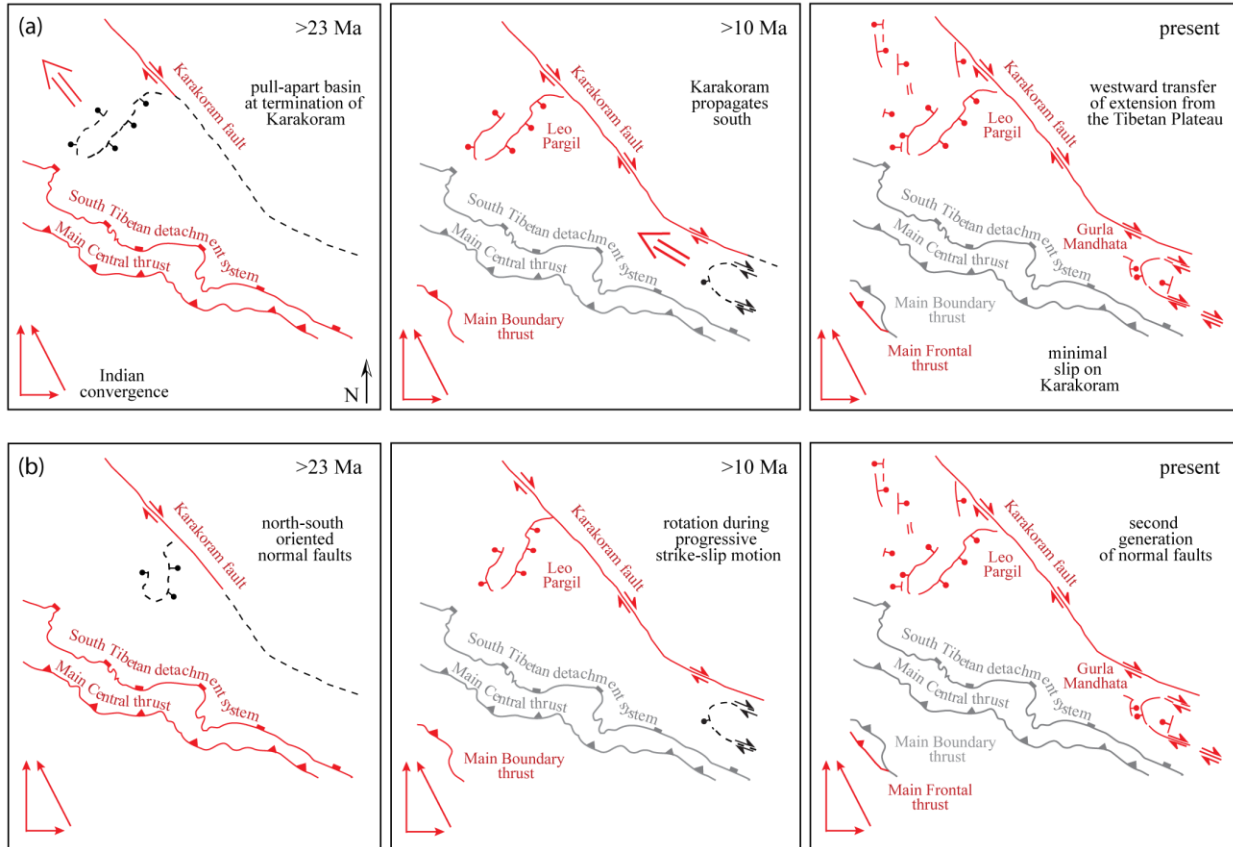 (a)
>23 Ma
Karakoram fault
pull-apart basin
at termination of
Karakoram
South Tibetan detachment system
Main Central thrust
Indian
convergence
N
>10 Ma
Karakoram fault
Karakoram
propagates
south
Leo
Pargil
South Tibetan detachment system
Main Central thrust
Main Boundary
thrust
present
Karakoram fault
westward transfer
of extension from
the Tibetan Plateau
Leo
Pargil
South Tibetan detachment system
Main Central thrust
Gurla
Mandhata
Main Boundary
thrust
Main Frontal
thrust
minimal
slip on
Karakoram
(b)
>23 Ma
Karakoram fault
north-south
oriented
normal faults
South Tibetan detachment system
Main Central thrust
>10 Ma
Karakoram fault
rotation during
progressive
strike-slip motion
Leo
Pargil
South Tibetan detachment system
Main Central thrust
Main Boundary
thrust
present
Karakoram fault
second
generation
of normal faults
Leo
Pargil
South Tibetan detachment system
Main Central thrust
Gurla
Mandhata
Main Boundary
thrust
Main Frontal
thrust